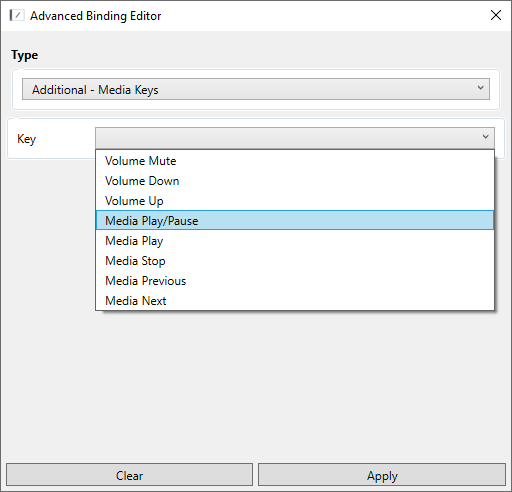 Advanced Binding Editor
Type
Additional - Media Keys
Key
Volume Mute
Volume Down
Volume Up
Media Play/Pause
Media Play
Media Stop
Media Previous
Media Next
Clear
Apply